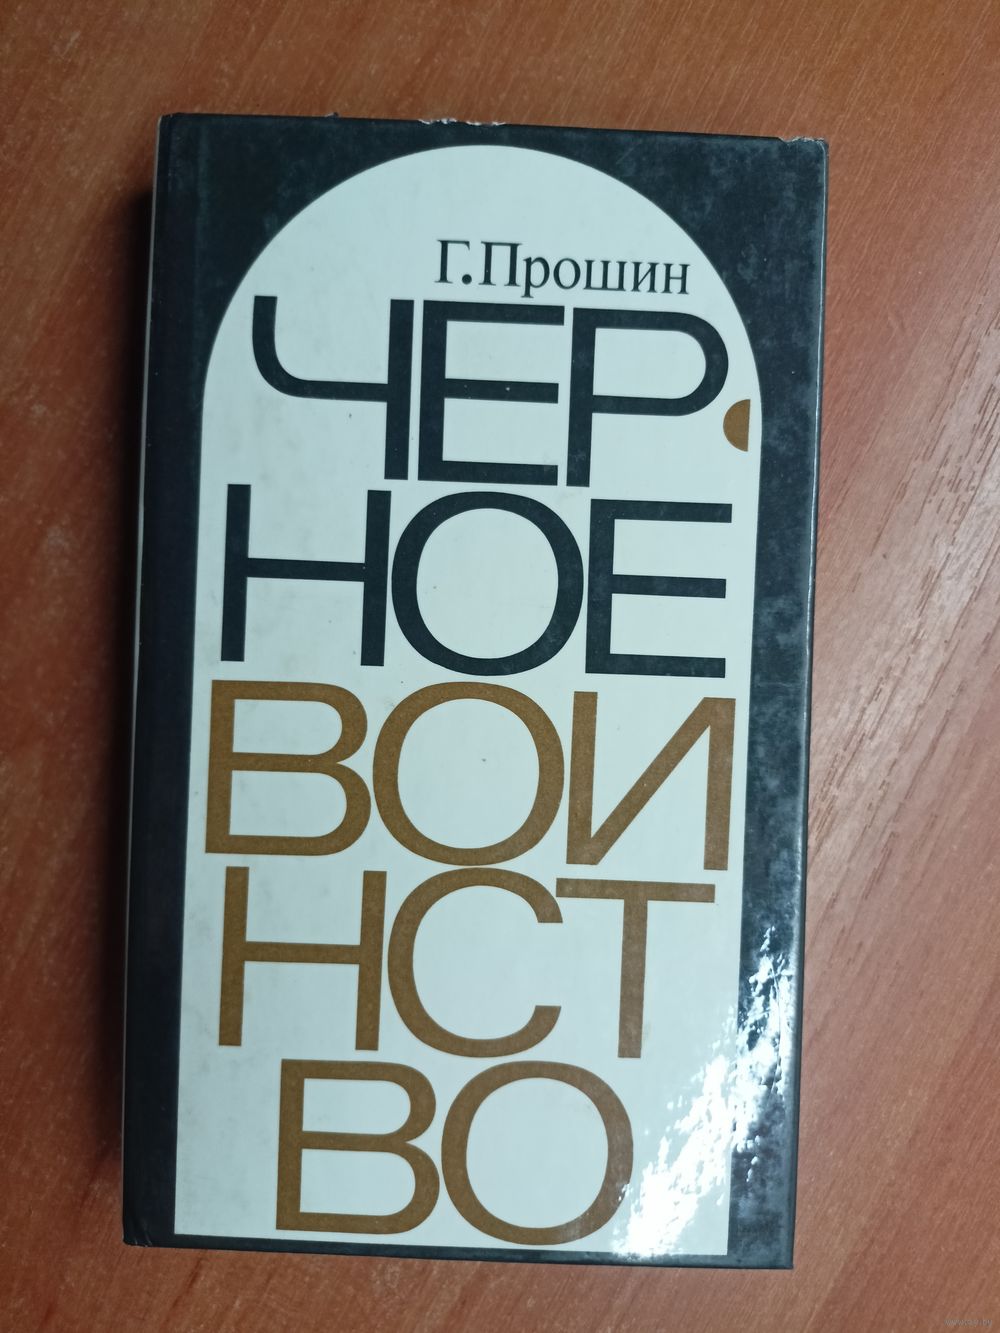 Г. Прошин
ЧЕР
НОЕ
ВОИ
НСТ
ВО